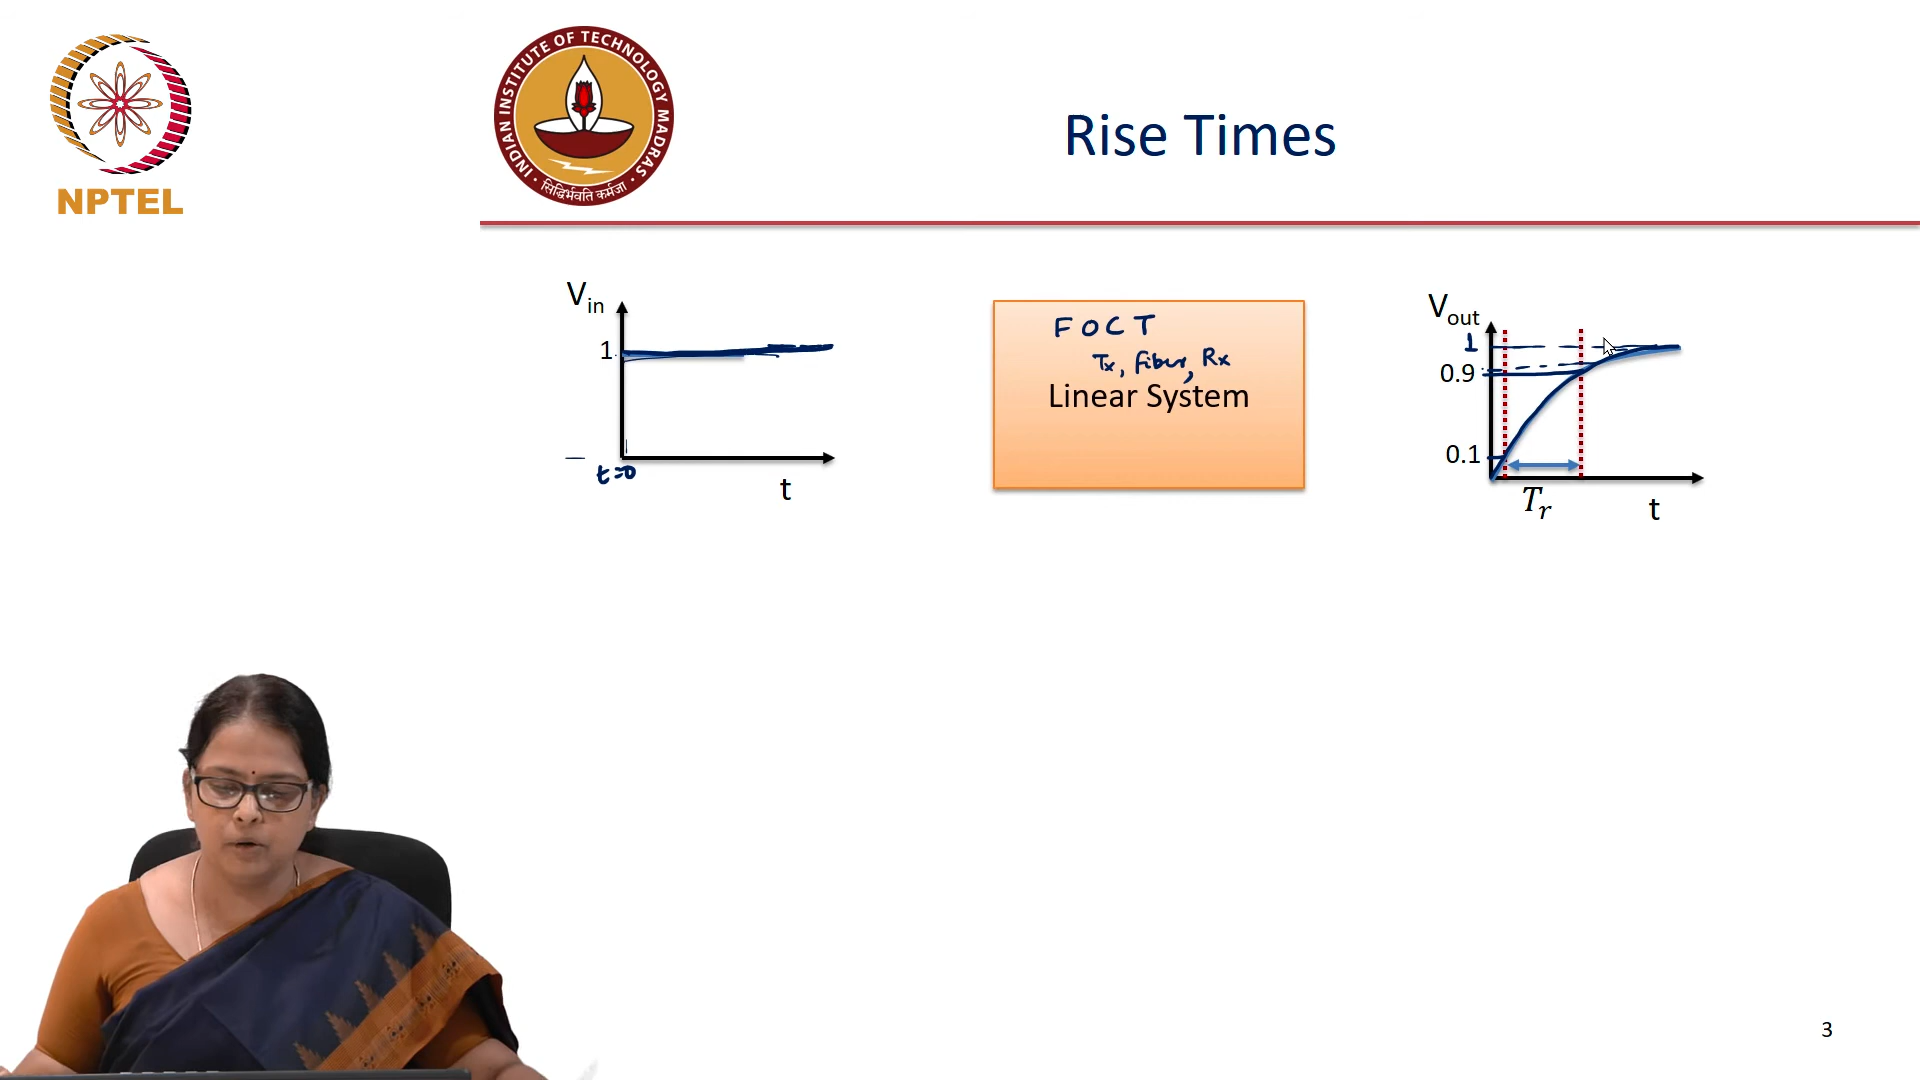 NPTEL
INDIAN INSTITUTE OF TECHNOLOGY MADRAS
सिद्धिर्भवति कर्मजा
Rise Times
Vin
1
t=0
t
FOCT
Tx, fiber, Rx
Linear System
Vout
1
0.9
0.1
Tr
t
3